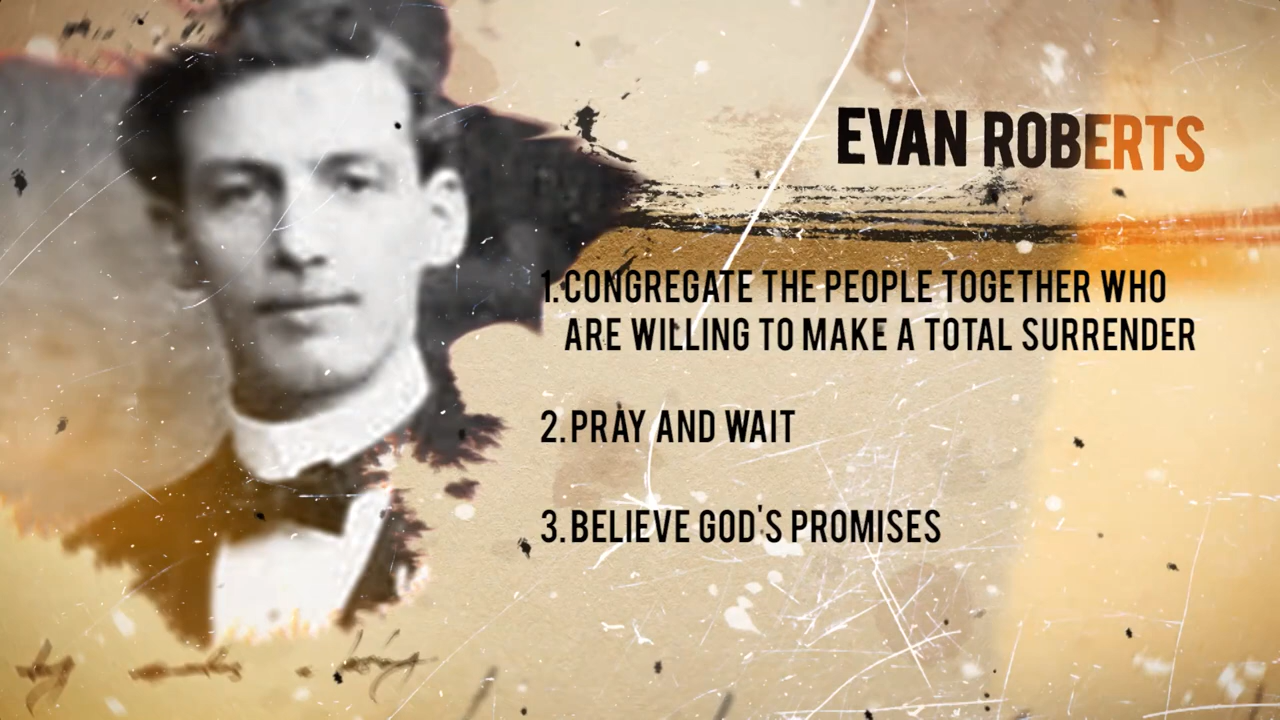 EVAN ROBERTS
1. CONGREGATE THE PEOPLE TOGETHER WHO
ARE WILLING TO MAKE A TOTAL SURRENDER
2. PRAY AND WAIT
3. BELIEVE GOD'S PROMISES